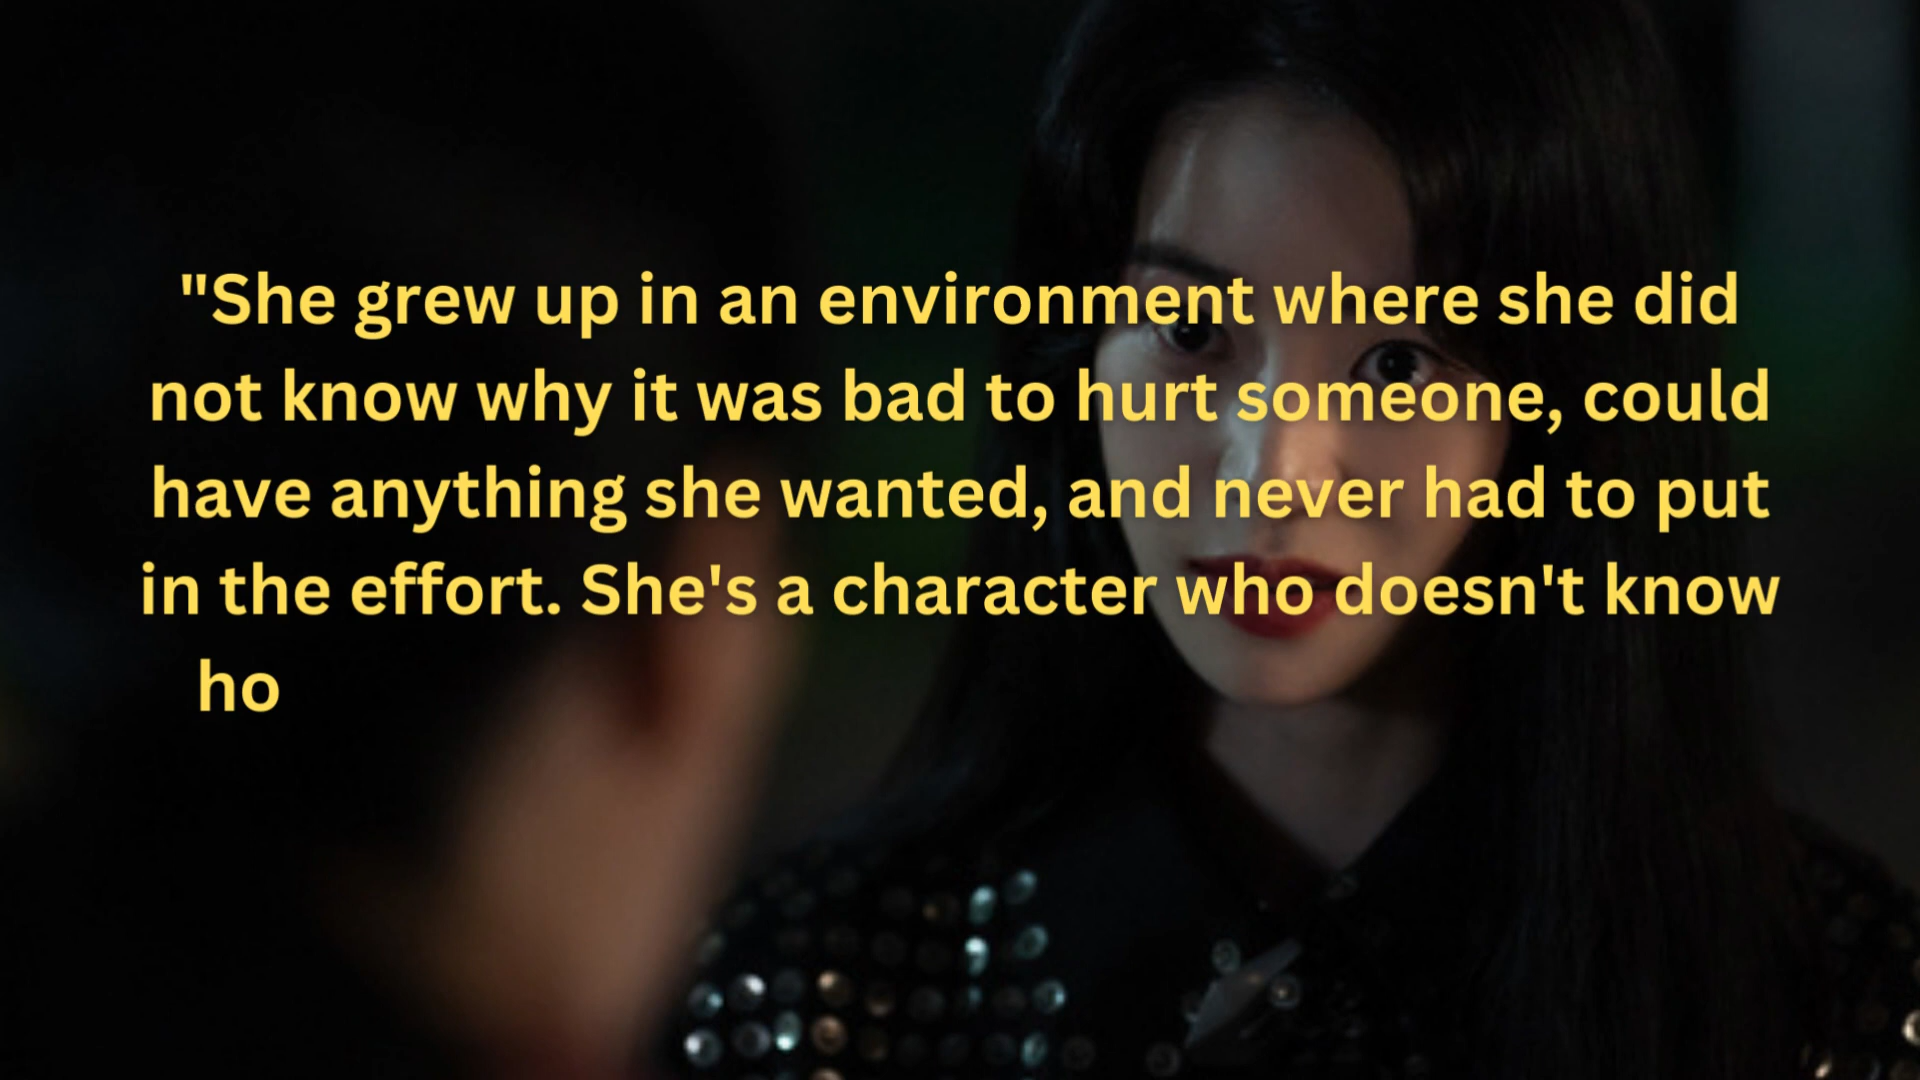 "She grew up in an environment where she did
not know why it was bad to hurt someone, could
have anything she wanted, and never had to put
in the effort. She's a character who doesn't know
ho